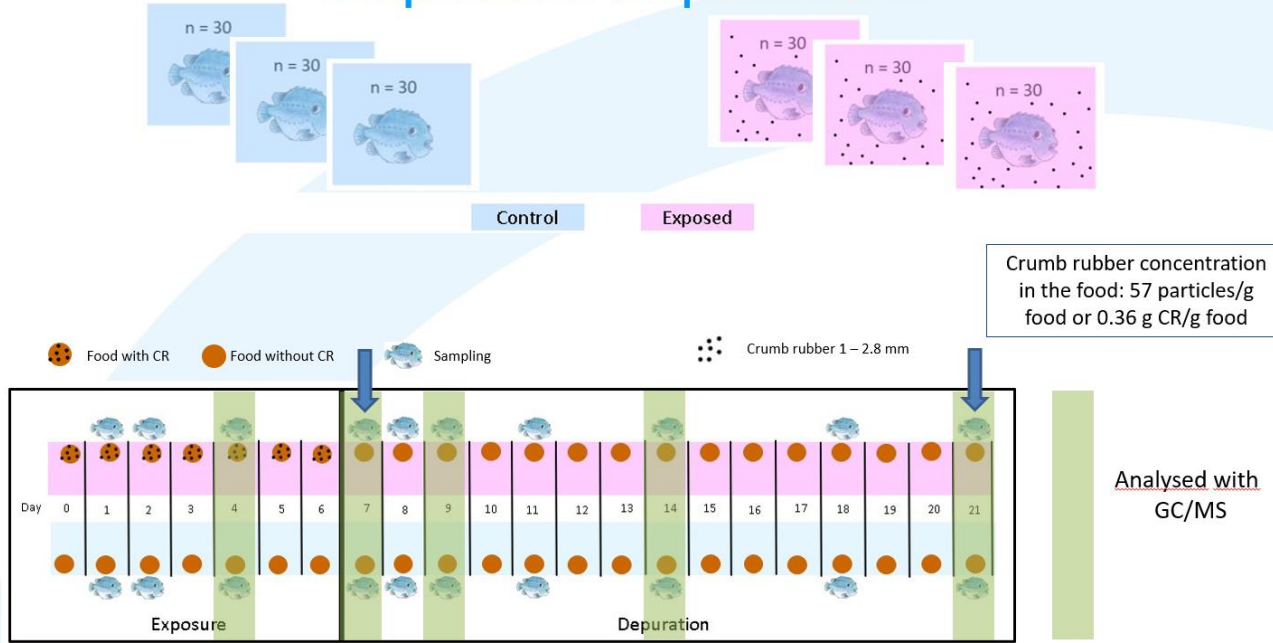 n = 30
n = 30
n = 30
n = 30
n = 30
n = 30
Control
Exposed
Crumb rubber concentration
in the food: 57 particles/g
food or 0.36 g CR/g food
Food with CR
Food without CR
Sampling
Crumb rubber 1 – 2.8 mm
Day 0 1 2 3 4 5 6 7 8 9 10 11 12 13 14 15 16 17 18 19 20 21
Exposure
Depuration
Analysed with
GC/MS